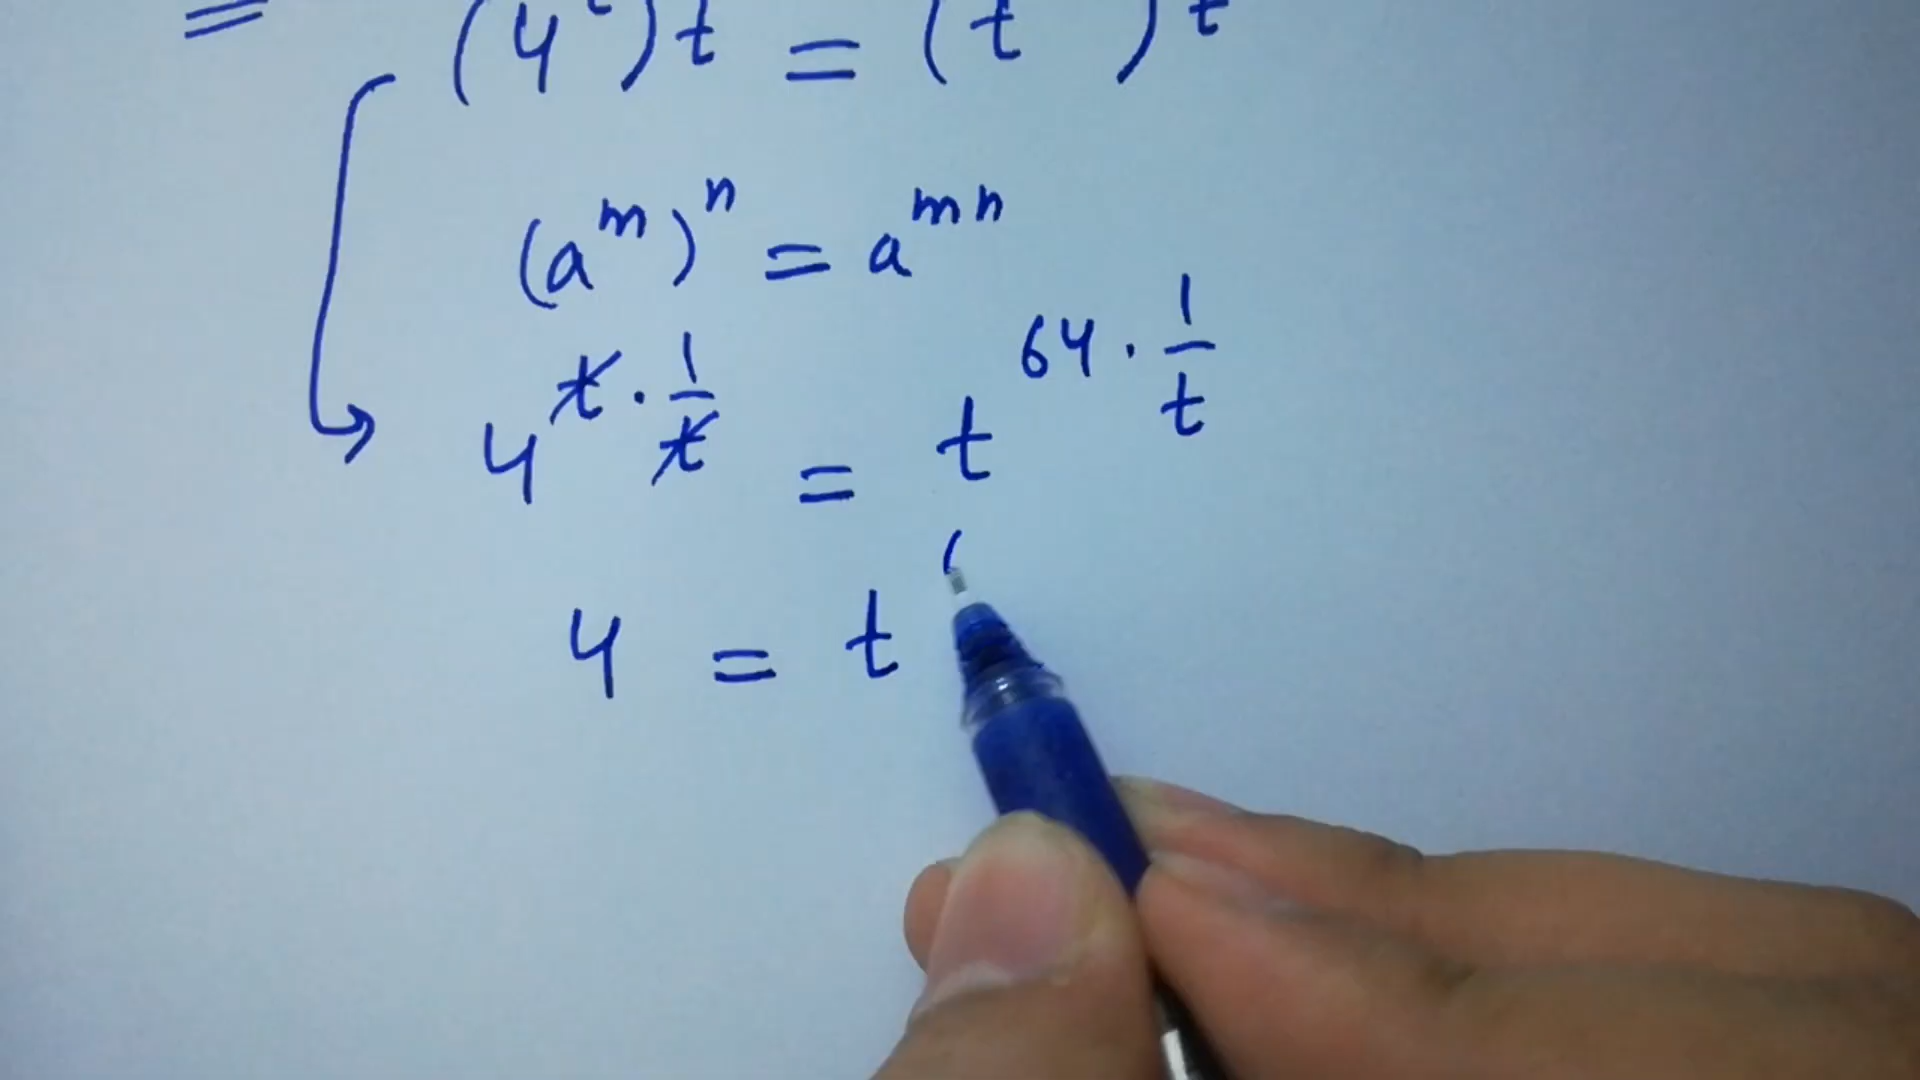 = (4^t)t = (t )t
(a^m)^n = a^mn
4^t · 1/t = t^64 · 1/t
4 = t